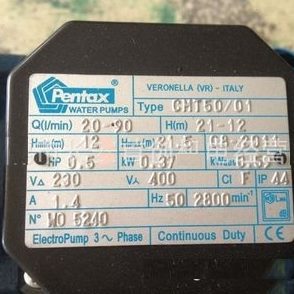 Pentax
WATER PUMPS
VERONELLA (VR) - ITALY
Type CHT50/01
Q(l/min) 20-90 H(m) 21-12
Hmin(m) 12 Hmax(m) 21.5
HP 0.5 kW 0.37
V△ 230 V⅄ 400 Cl F IP 44
A 1.4 Hz 50 2800 min⁻¹
N° MO 5240
ElectroPump 3~ Phase Continuous Duty